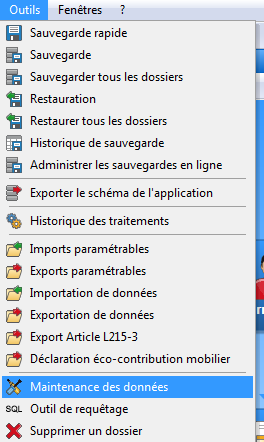 Outils Fenêtres ?
Sauvegarde rapide
Sauvegarde
Sauvegarder tous les dossiers
Restauration
Restaurer tous les dossiers
Historique de sauvegarde
Administrer les sauvegardes en ligne
Exporter le schéma de l'application
Historique des traitements
Imports paramétrables
Exports paramétrables
Importation de données
Exportation de données
Export Article L215-3
Déclaration éco-contribution mobilier
Maintenance des données
SQL Outil de requêtage
Supprimer un dossier